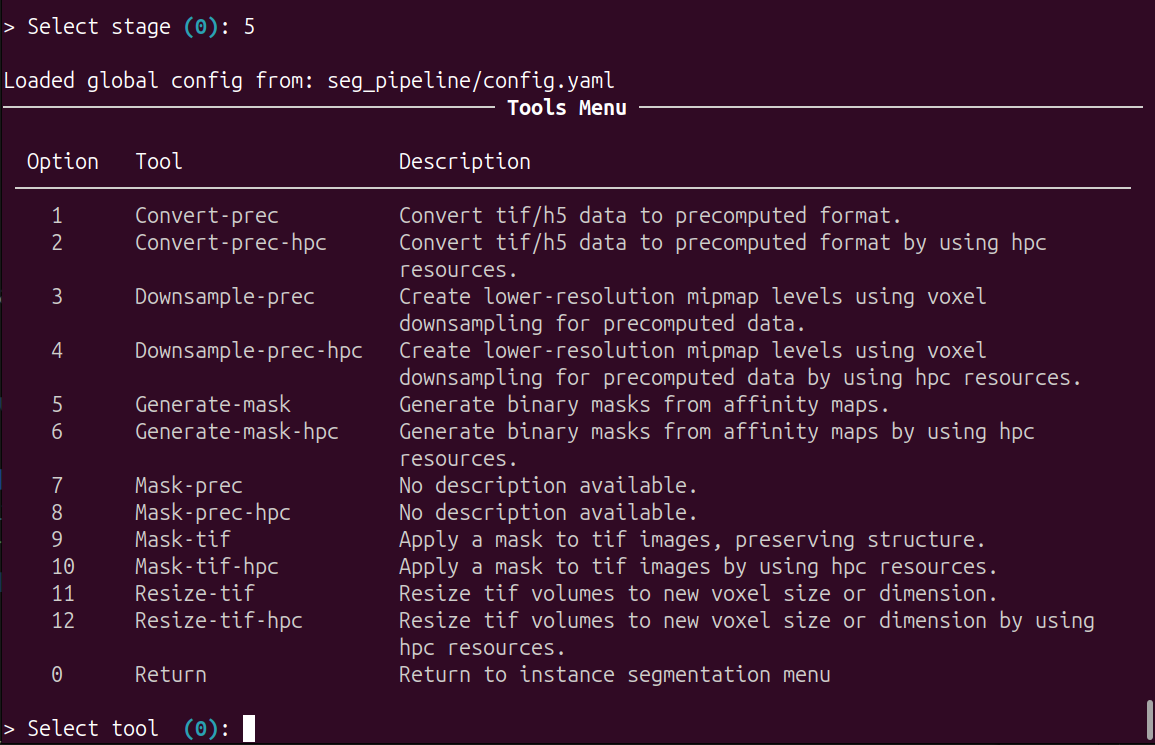 > Select stage (0): 5
Loaded global config from: seg_pipeline/config.yaml
Tools Menu
Option Tool Description
1 Convert-prec Convert tif/h5 data to precomputed format.
2 Convert-prec-hpc Convert tif/h5 data to precomputed format by using hpc
resources.
3 Downsample-prec Create lower-resolution mipmap levels using voxel
downsampling for precomputed data.
4 Downsample-prec-hpc Create lower-resolution mipmap levels using voxel
downsampling for precomputed data by using hpc resources.
5 Generate-mask Generate binary masks from affinity maps.
6 Generate-mask-hpc Generate binary masks from affinity maps by using hpc
resources.
7 Mask-prec No description available.
8 Mask-prec-hpc No description available.
9 Mask-tif Apply a mask to tif images, preserving structure.
10 Mask-tif-hpc Apply a mask to tif images by using hpc resources.
11 Resize-tif Resize tif volumes to new voxel size or dimension.
12 Resize-tif-hpc Resize tif volumes to new voxel size or dimension by using
hpc resources.
0 Return Return to instance segmentation menu
> Select tool (0):